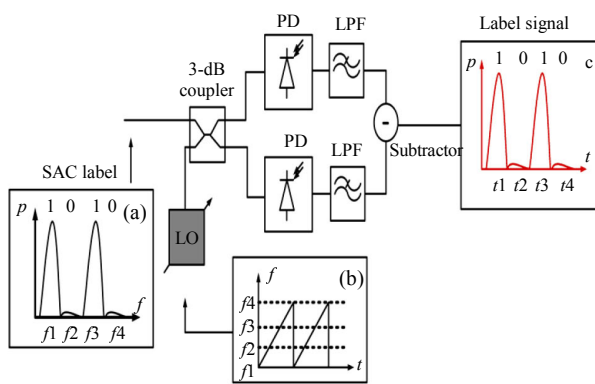 PD LPF
Label signal
3-dB
coupler
p 1 0 1 0 c
t
t1 t2 t3 t4
PD LPF
-
Subtractor
SAC label
1 0 1 0 (a)
p
f
f1 f2 f3 f4
LO
f (b)
f4
f3
f2
f1 t